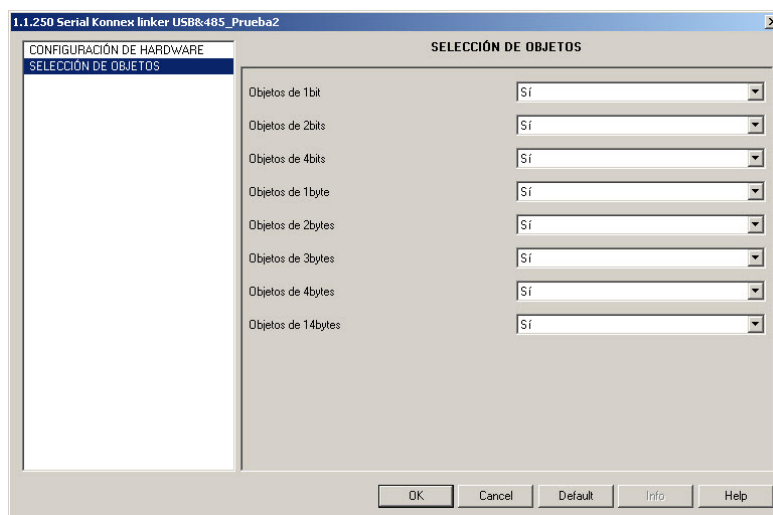 1.1.250 Serial Konnex linker USB&485_Prueba2
CONFIGURACIÓN DE HARDWARE
SELECCIÓN DE OBJETOS
SELECCIÓN DE OBJETOS
Objetos de 1bit Sí
Objetos de 2bits Sí
Objetos de 4bits Sí
Objetos de 1byte Sí
Objetos de 2bytes Sí
Objetos de 3bytes Sí
Objetos de 4bytes Sí
Objetos de 14bytes Sí
OK Cancel Default Info Help